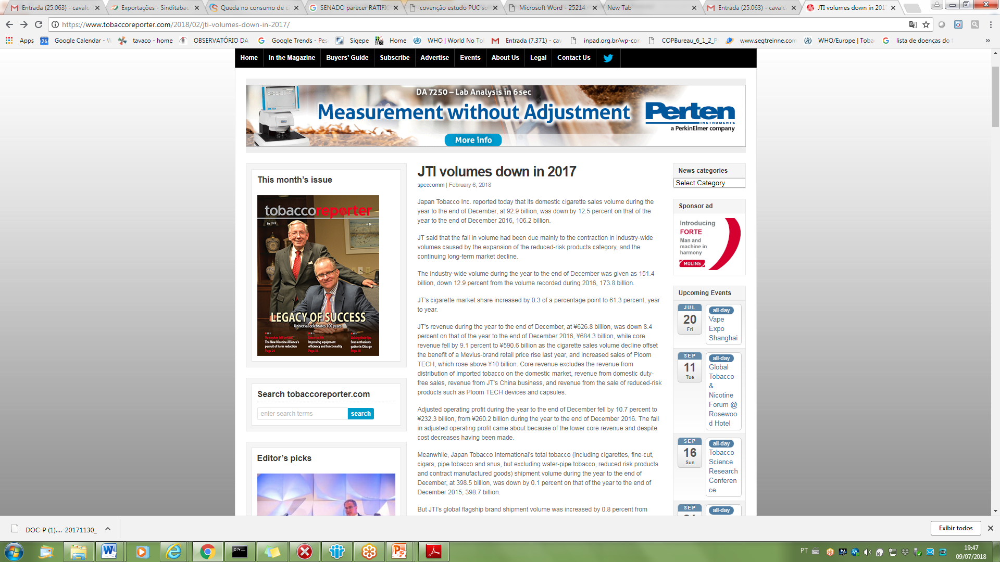 Entrada (25.063) - cavalc
Exportações - Sinditabac
Queda no consumo de c
SENADO parecer RATIFI
covenção estudo PUC so
Microsoft Word - 25214
New Tab
Entrada (25.063) - cavalc
JTI volumes down in 201
https://www.tobaccoreporter.com/2018/02/jti-volumes-down-in-2017/
Apps
26
Google Calendar - W
tavaco - home
OBSERVATÓRIO DA
Google Trends - Pes
Sigepe
Home
WHO | World No To
Entrada (7.371) - cav
inpad.org.br/wp-con
COPBureau_6_1_2_P
www.segtreinne.com
WHO/Europe | Toba
lista de doenças do t
»
Home
In the Magazine
Buyers' Guide
Subscribe
Advertise
Events
About Us
Legal
Contact Us
DA 7250 – Lab Analysis in 6 sec
Measurement without Adjustment
Perten
INSTRUMENTS
a PerkinElmer company
More info
This month's issue
tobaccoreporter
July 2018
LEGACY OF SUCCESS
Universal celebrates 100 years
The New Nicotine Alliance's
pursuit of harm reduction
Page 24
Improving equipment
efficiency and functionality
Page 34
Snus enthusiasts
gather in Chicago
Search tobaccoreporter.com
enter search terms
search
Editor's picks
JTI volumes down in 2017
speccomm | February 6, 2018
Japan Tobacco Inc. reported today that its domestic cigarette sales volume during the
year to the end of December, at 92.9 billion, was down by 12.5 percent on that of the
year to the end of December 2016, 106.2 billion.
JT said that the fall in volume had been due mainly to the contraction in industry-wide
volumes caused by the expansion of the reduced-risk products category, and the
continuing long-term market decline.
The industry-wide volume during the year to the end of December was given as 151.4
billion, down 12.9 percent from the volume recorded during 2016, 173.8 billion.
JT's cigarette market share increased by 0.3 of a percentage point to 61.3 percent, year
to year.
JT's revenue during the year to the end of December, at ¥626.8 billion, was down 8.4
percent on that of the year to the end of December 2016, ¥684.3 billion, while core
revenue fell by 9.1 percent to ¥590.6 billion as the cigarette sales volume decline offset
the benefit of a Mevius-brand retail price rise last year, and increased sales of Ploom
TECH, which rose above ¥10 billion. Core revenue excludes the revenue from
distribution of imported tobacco on the domestic market, revenue from domestic duty-
free sales, revenue from JT's China business, and revenue from the sale of reduced-risk
products such as Ploom TECH devices and capsules.
Adjusted operating profit during the year to the end of December fell by 10.7 percent to
¥232.3 billion, from ¥260.2 billion during the year to the end of December 2016. The fall
in adjusted operating profit came about because of the lower core revenue and despite
cost decreases having been made.
Meanwhile, Japan Tobacco International's total tobacco (including cigarettes, fine-cut,
cigars, pipe tobacco and snus, but excluding water-pipe tobacco, reduced risk products
and contract manufactured goods) shipment volume during the year to the end of
December, at 398.5 billion, was down by 0.1 percent on that of the year to the end of
December 2015, 398.7 billion.
But JTI's global flagship brand shipment volume was increased by 0.8 percent from
News categories
Select Category
Sponsor ad
Introducing
FORTE
Man and
machine in
harmony
MOLINS
Upcoming Events
JUL
20
Fri
all-day
Vape
Expo
Shanghai
SEP
11
Tue
all-day
Global
Tobacco
&
Nicotine
Forum @
Rosewoo
d Hotel
SEP
16
Sun
all-day
Tobacco
Science
Research
Conferen
ce
SEP
all-day
DOC-P (1)....-20171130_
Exibir todos
PT
19:47
09/07/2018